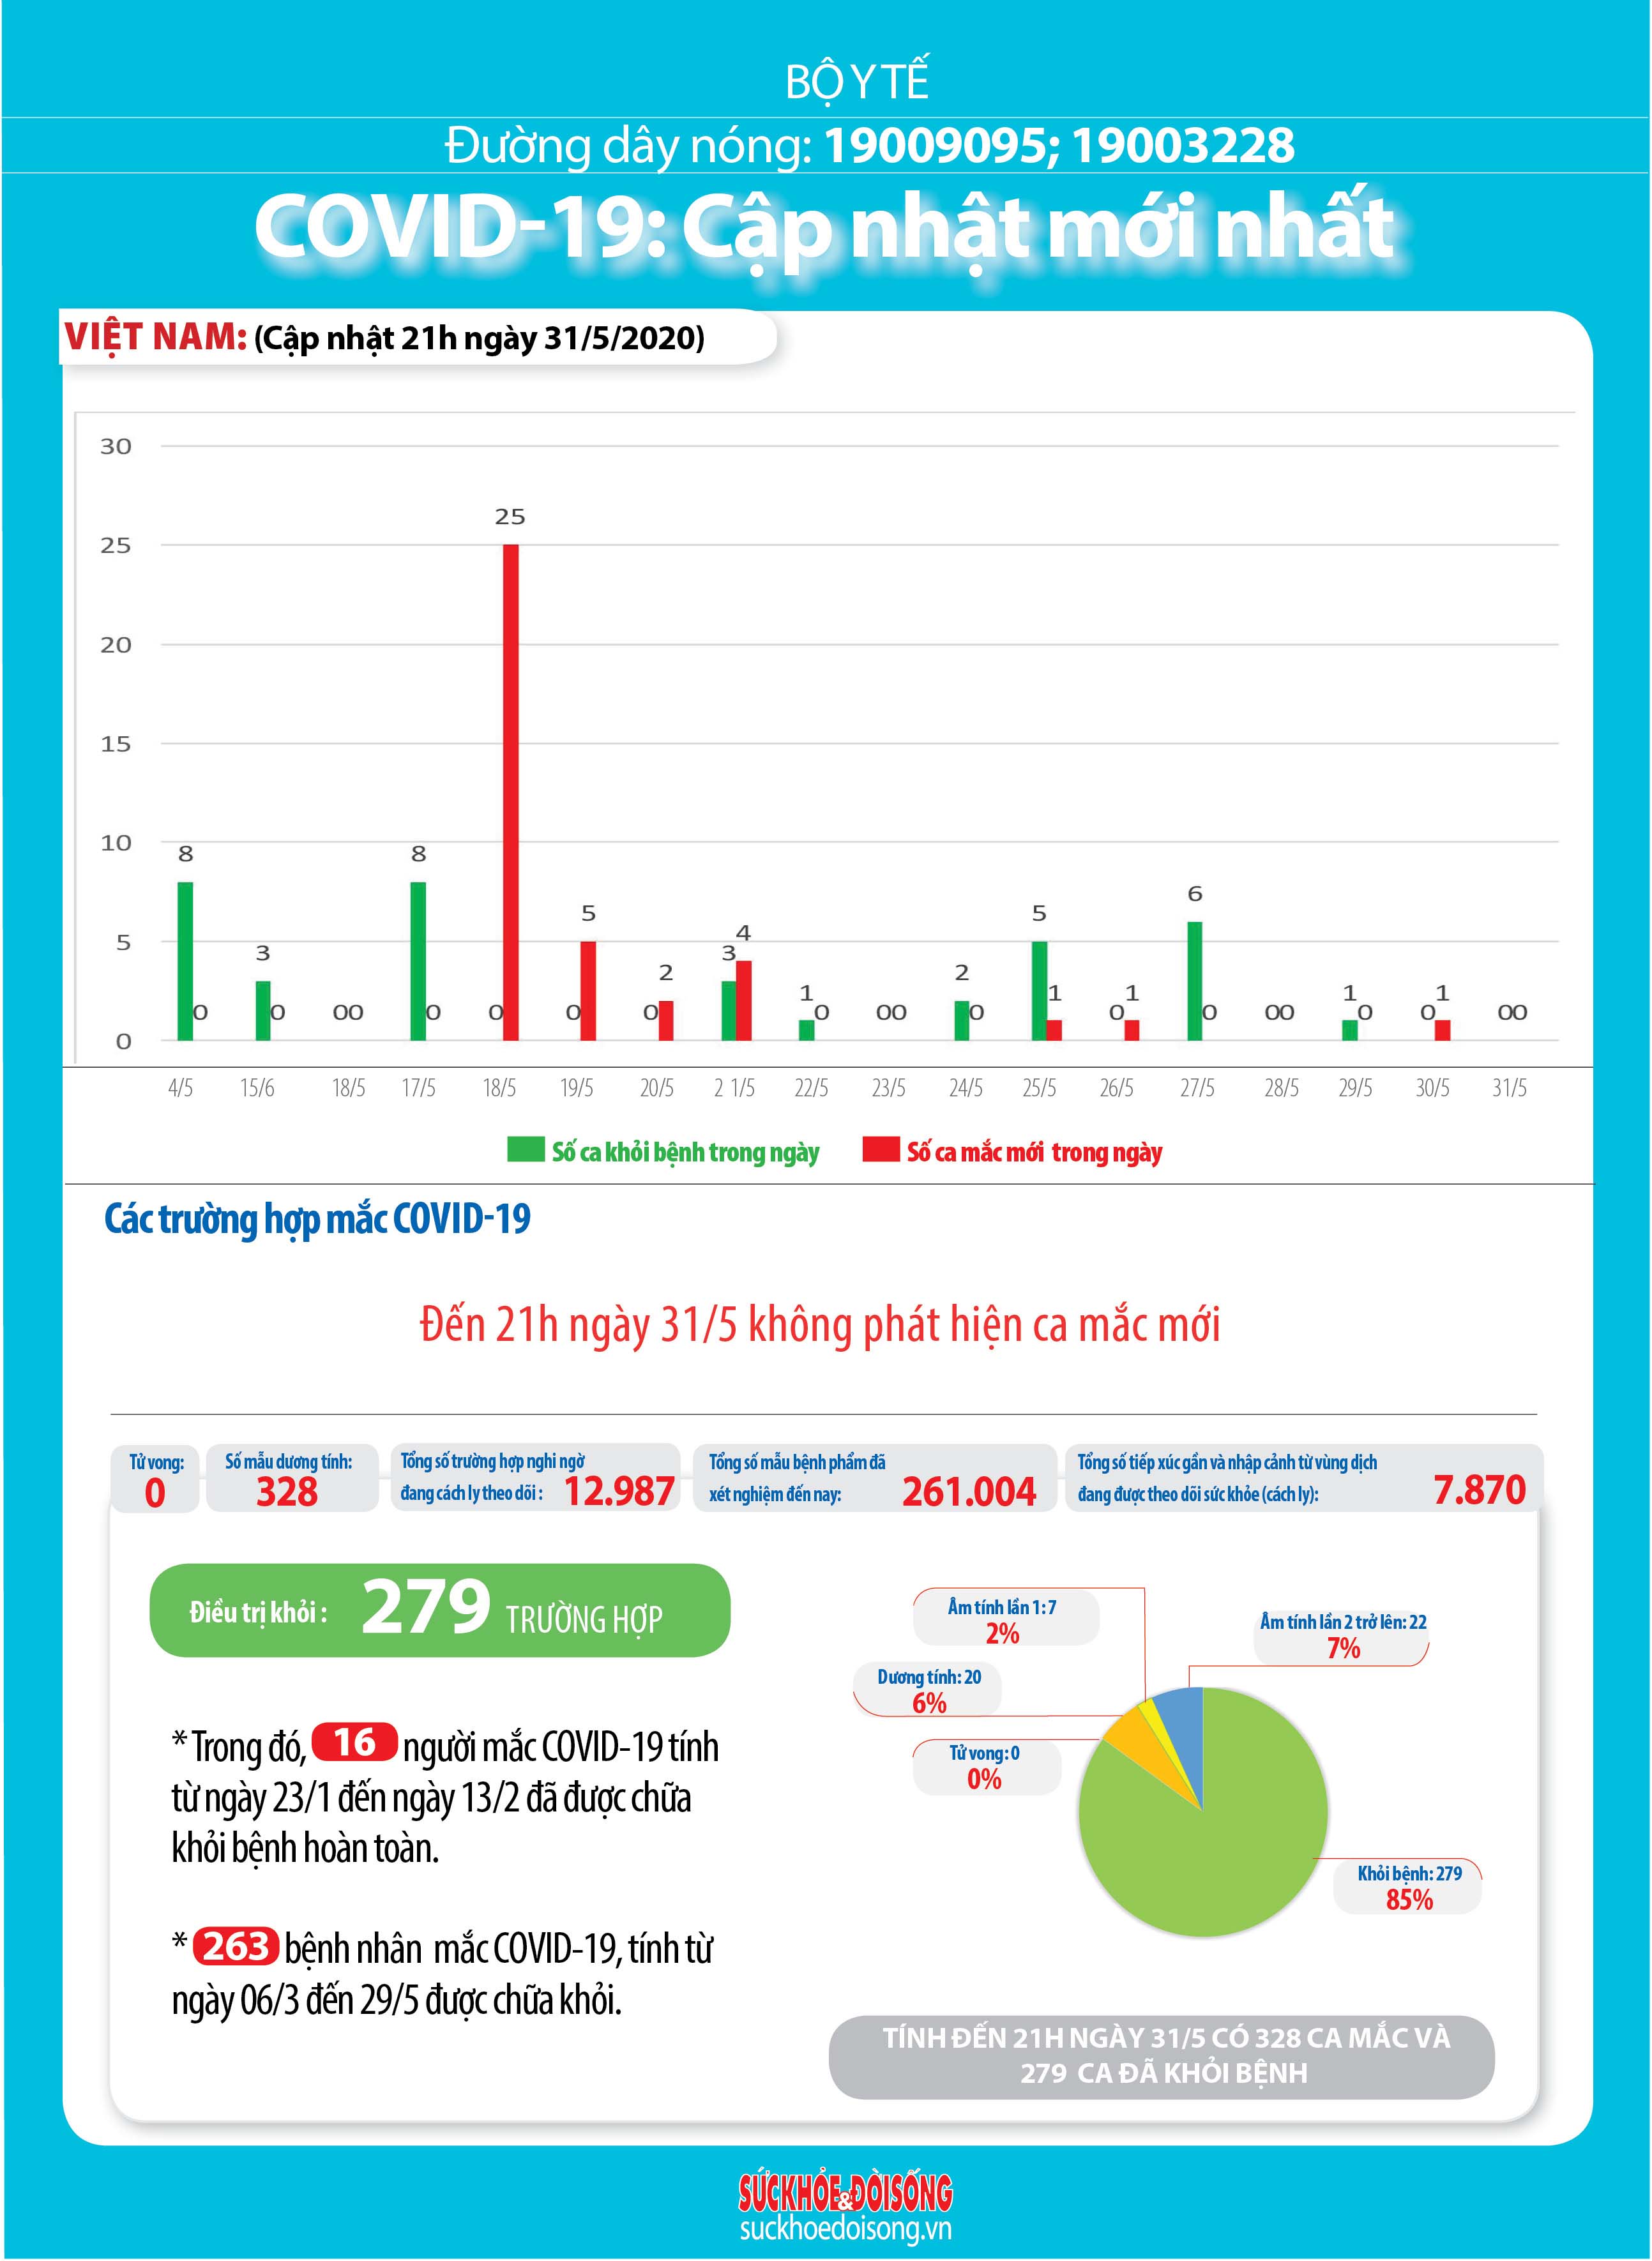 BỘ Y TẾ
Đường dây nóng: 19009095; 19003228
COVID-19: Cập nhật mới nhất
VIỆT NAM: (Cập nhật 21h ngày 31/5/2020)
30
25
20
15
10
5
0
8 0
3 0
0 0
8 0
0 25
0 5
0 2
3 4
1 0
0 0
2 0
5 1
0 1
6 0
0 0
1 0
0 1
0 0
4/5 15/6 18/5 17/5 18/5 19/5 20/5 2 1/5 22/5 23/5 24/5 25/5 26/5 27/5 28/5 29/5 30/5 31/5
Số ca khỏi bệnh trong ngày Số ca mắc mới trong ngày
Các trường hợp mắc COVID-19
Đến 21h ngày 31/5 không phát hiện ca mắc mới
Tử vong:
0
Số mẫu dương tính:
328
Tổng số trường hợp nghi ngờ
đang cách ly theo dõi : 12.987
Tổng số mẫu bệnh phẩm đã
xét nghiệm đến nay: 261.004
Tổng số tiếp xúc gần và nhập cảnh từ vùng dịch
đang được theo dõi sức khỏe (cách ly): 7.870
Điều trị khỏi : 279 TRƯỜNG HỢP
* Trong đó, 16 người mắc COVID-19 tính
từ ngày 23/1 đến ngày 13/2 đã được chữa
khỏi bệnh hoàn toàn.
* 263 bệnh nhân mắc COVID-19, tính từ
ngày 06/3 đến 29/5 được chữa khỏi.
Âm tính lần 1: 7
2%
Âm tính lần 2 trở lên: 22
7%
Dương tính: 20
6%
Tử vong: 0
0%
Khỏi bệnh: 279
85%
TÍNH ĐẾN 21H NGÀY 31/5 CÓ 328 CA MẮC VÀ
279 CA ĐÃ KHỎI BỆNH
SỨC KHỎE & ĐỜI SỐNG
suckhoedoisong.vn